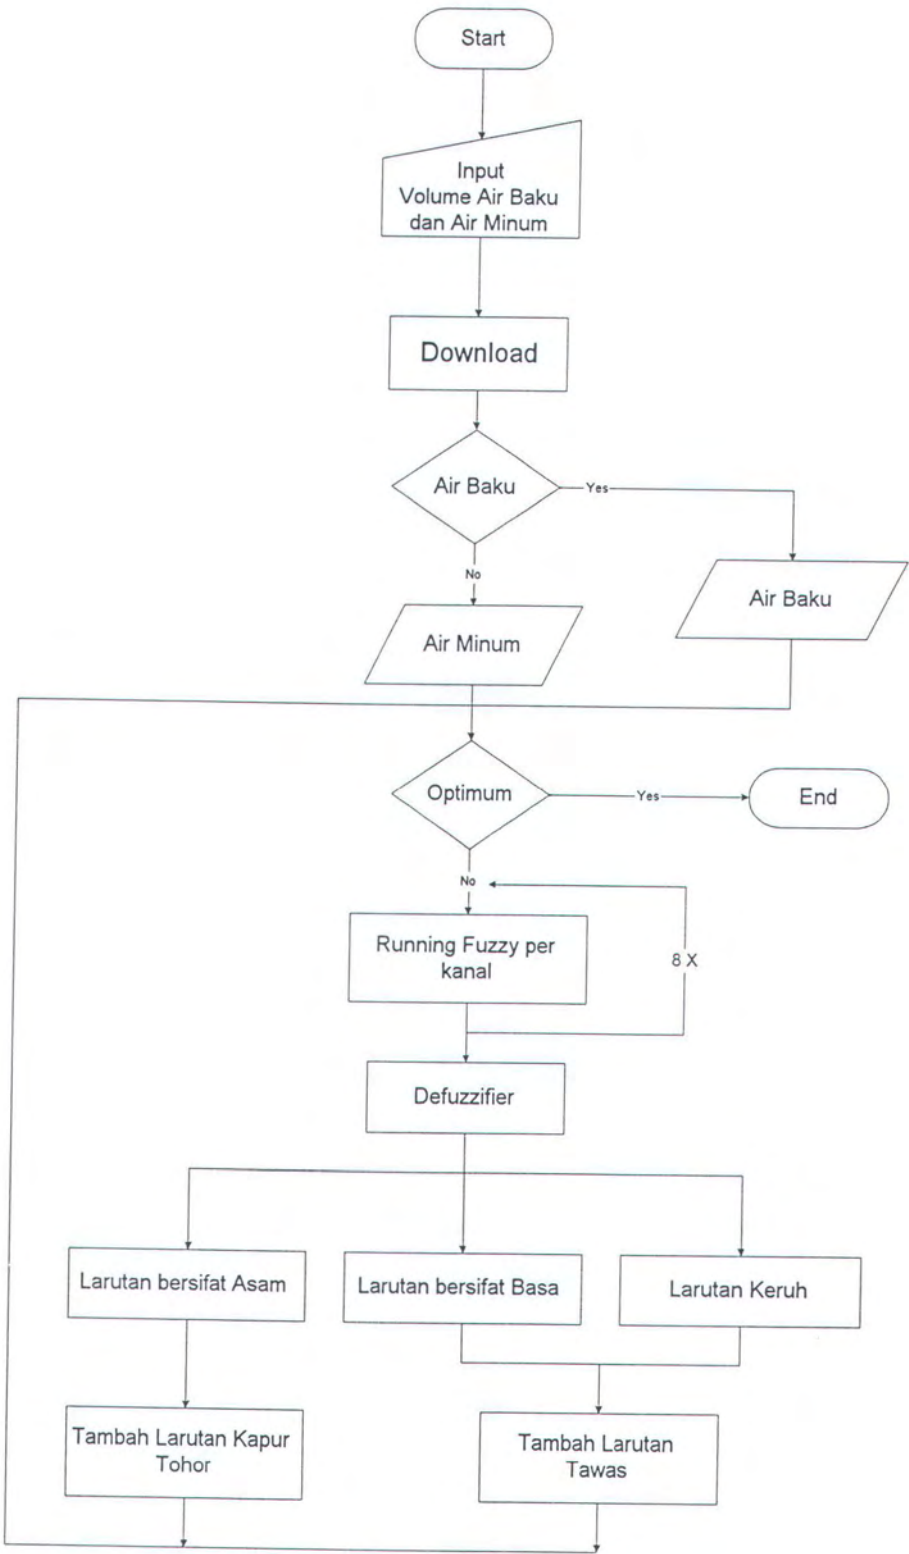 Start
Input
Volume Air Baku
dan Air Minum
Download
Air Baku
Yes
No
Air Baku
Air Minum
Optimum
Yes
End
No
Running Fuzzy per
kanal
8 X
Defuzzifier
Larutan bersifat Asam
Larutan bersifat Basa
Larutan Keruh
Tambah Larutan Kapur
Tohor
Tambah Larutan
Tawas